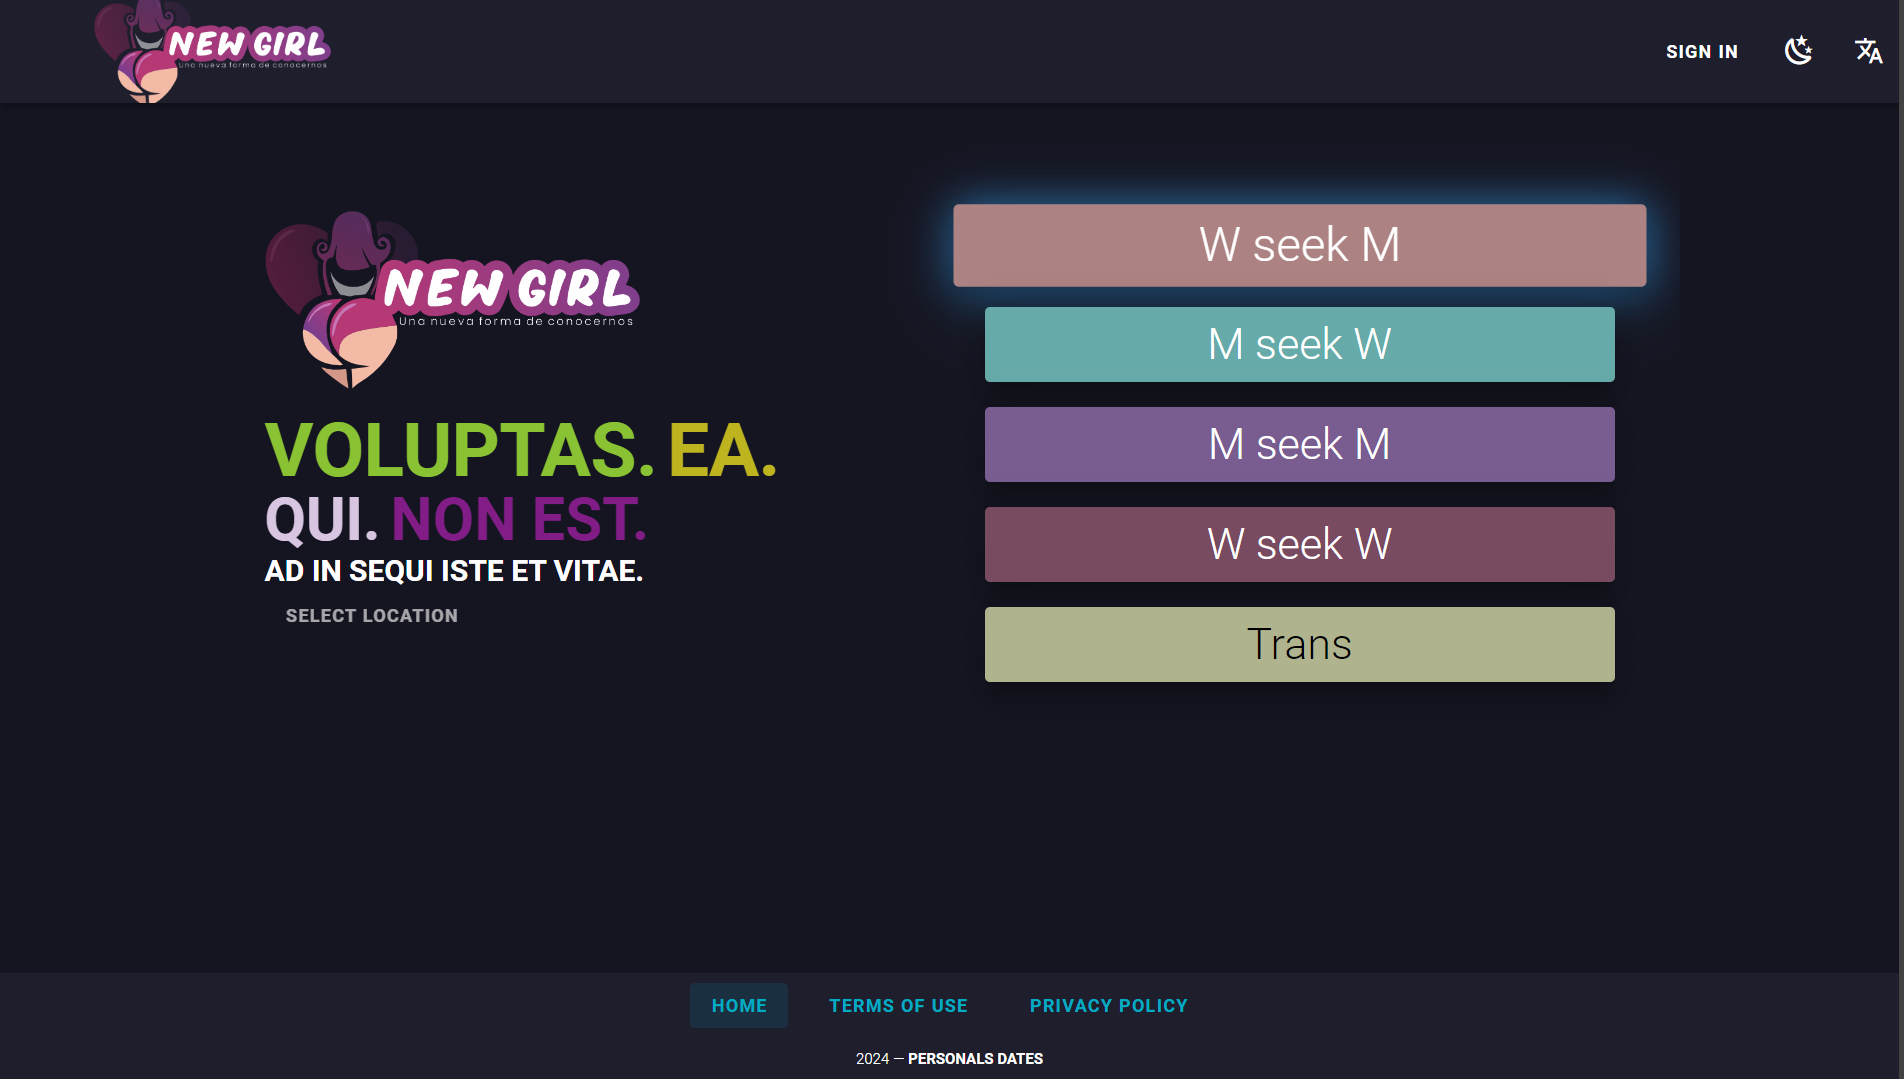 NEW GIRL
Una nueva forma de conocernos
SIGN IN
NEW GIRL
Una nueva forma de conocernos
VOLUPTAS. EA.
QUI. NON EST.
AD IN SEQUI ISTE ET VITAE.
SELECT LOCATION
W seek M
M seek W
M seek M
W seek W
Trans
HOME TERMS OF USE PRIVACY POLICY
2024 — PERSONALS DATES